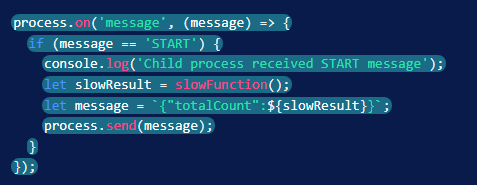 process.on('message', (message) => {
  if (message == 'START') {
    console.log('Child process received START message');
    let slowResult = slowFunction();
    let message = `{"totalCount":${slowResult}}`;
    process.send(message);
  }
});